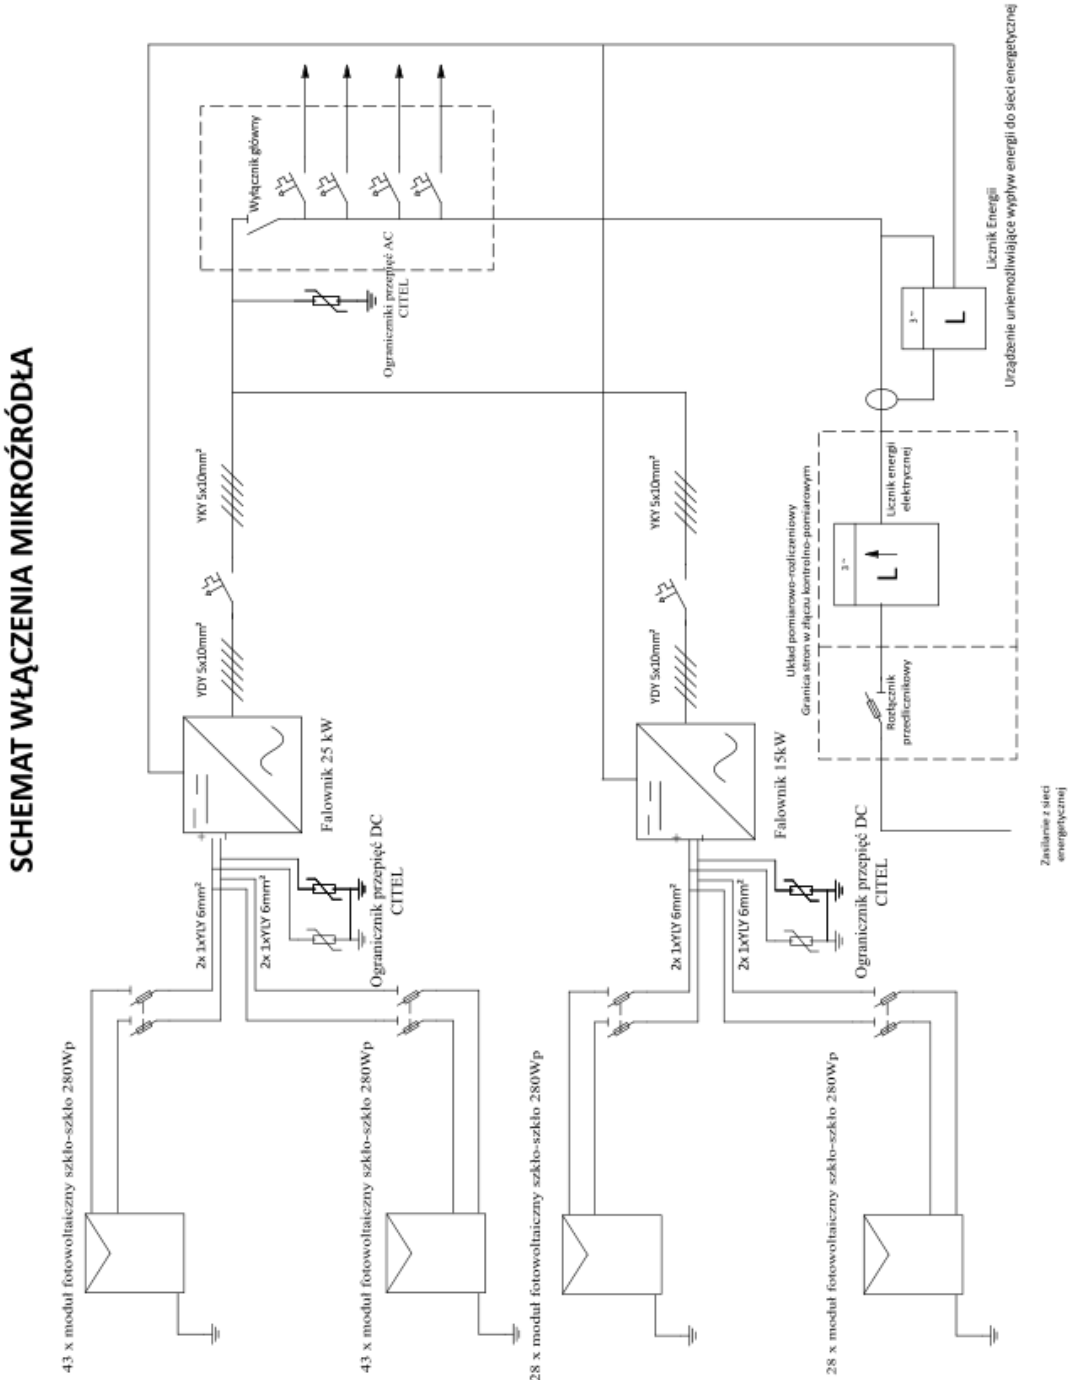 SCHEMAT WŁĄCZENIA MIKROŹRÓDŁA
43 x moduł fotowoltaiczny szkło-szkło 280Wp
2x 1xYLY 6mm²
2x 1xYLY 6mm²
Ogranicznik przepięć DC
CITEL
+
-
Falownik 25 kW
YDY 5x10mm²
YKY 5x10mm²
Wyłącznik główny
Ograniczniki przepięć AC
CITEL
43 x moduł fotowoltaiczny szkło-szkło 280Wp
28 x moduł fotowoltaiczny szkło-szkło 280Wp
2x 1xYLY 6mm²
2x 1xYLY 6mm²
Ogranicznik przepięć DC
CITEL
+
-
Falownik 15kW
YDY 5x10mm²
YKY 5x10mm²
28 x moduł fotowoltaiczny szkło-szkło 280Wp
Układ pomiarowo-rozliczeniowy
Granica stron w złączu kontrolno-pomiarowym
Rozłącznik
przedlicznikowy
3 ~
L
Licznik energii
elektrycznej
3 ~
L
Licznik Energii
Urządzenie uniemożliwiające wypływ energii do sieci energetycznej
Zasilanie z sieci
energetycznej